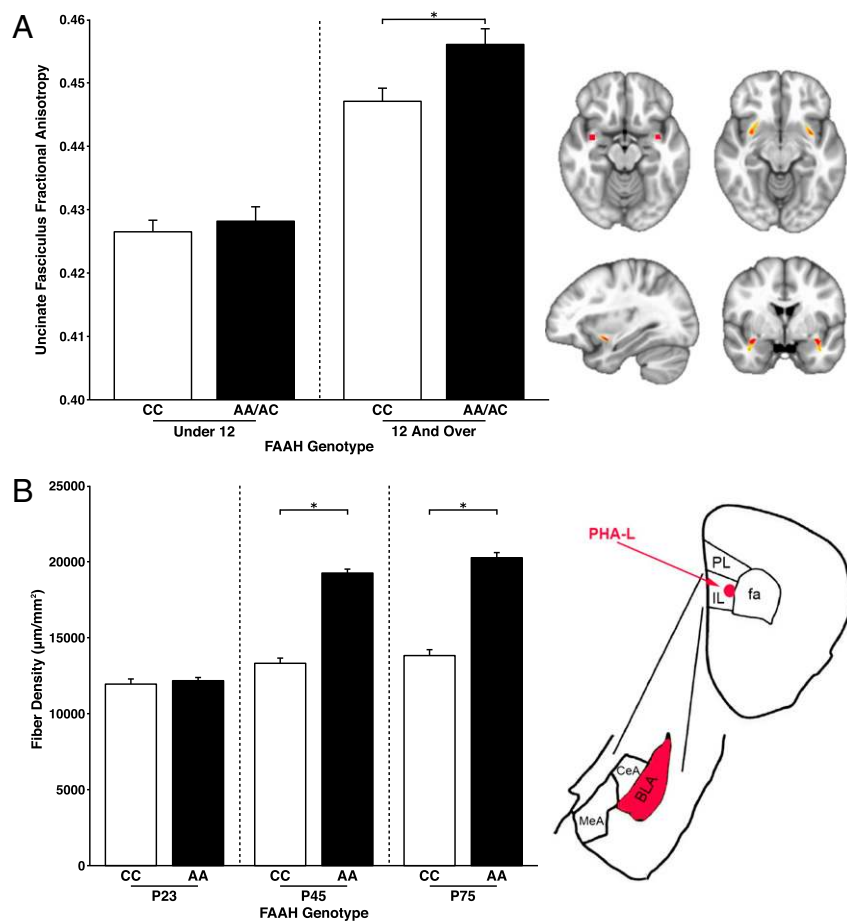 A
Uncinate Fasciculus Fractional Anisotropy
0.46
0.45
0.44
0.43
0.42
0.41
0.40
*
CC
AA/AC
CC
AA/AC
Under 12
12 And Over
FAAH Genotype
B
Fiber Density (µm/mm²)
25000
20000
15000
10000
5000
0
*
*
CC
AA
CC
AA
CC
AA
P23
P45
P75
FAAH Genotype
PHA-L
PL
IL
fa
CeA
BLA
MeA